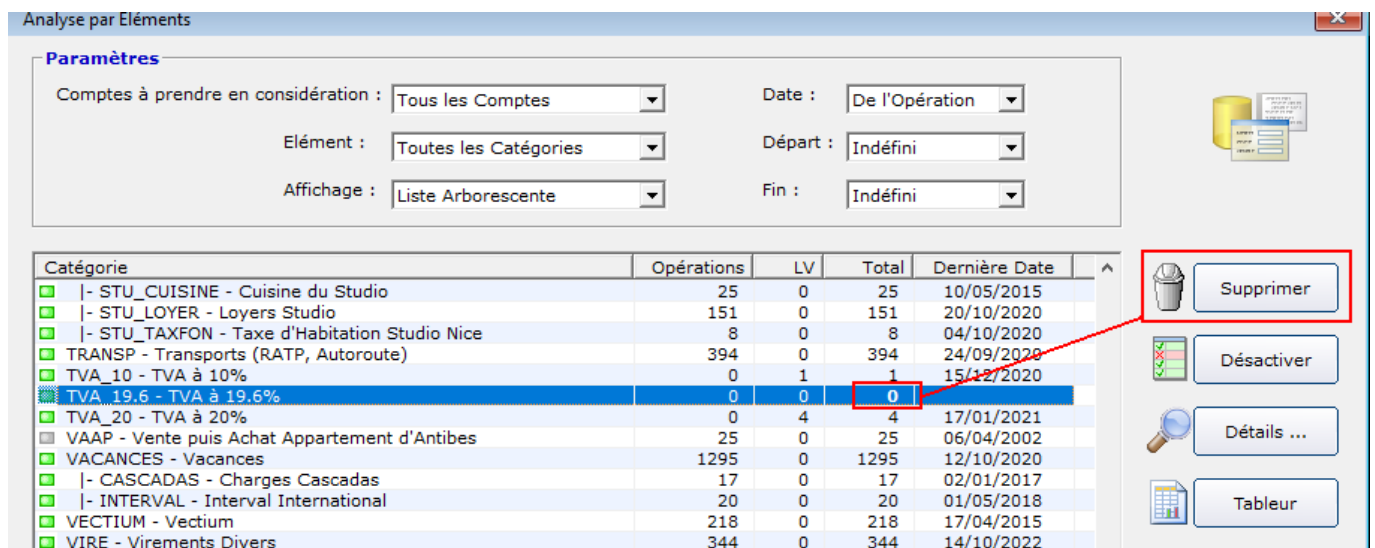 Analyse par Eléments
Paramètres
Comptes à prendre en considération : Tous les Comptes Date : De l'Opération
Elément : Toutes les Catégories Départ : Indéfini
Affichage : Liste Arborescente Fin : Indéfini
Catégorie Opérations LV Total Dernière Date
|- STU_CUISINE - Cuisine du Studio 25 0 25 10/05/2015
|- STU_LOYER - Loyers Studio 151 0 151 20/10/2020
|- STU_TAXFON - Taxe d'Habitation Studio Nice 8 0 8 04/10/2020
TRANSP - Transports (RATP, Autoroute) 394 0 394 24/09/2020
TVA_10 - TVA à 10% 0 1 1 15/12/2020
TVA_19.6 - TVA à 19.6% 0 0 0
TVA_20 - TVA à 20% 0 4 4 17/01/2021
VAAP - Vente puis Achat Appartement d'Antibes 25 0 25 06/04/2002
VACANCES - Vacances 1295 0 1295 12/10/2020
|- CASCADAS - Charges Cascadas 17 0 17 02/01/2017
|- INTERVAL - Interval International 20 0 20 01/05/2018
VECTIUM - Vectium 218 0 218 17/04/2015
VIRE - Virements Divers 344 0 344 14/10/2022
Supprimer
Désactiver
Détails ...
Tableur